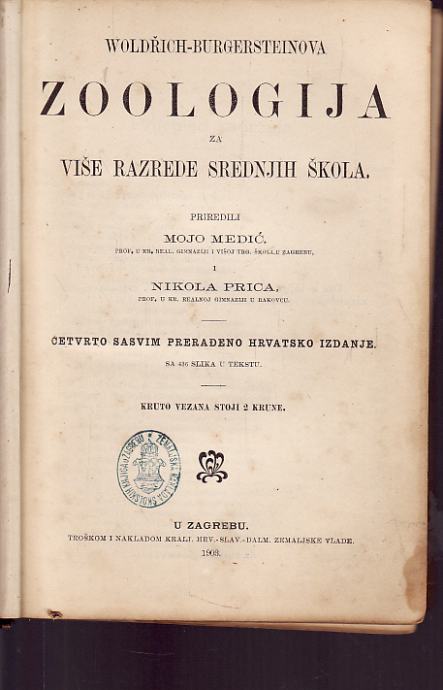 WOLDŘICH-BURGERSTEINOVA
ZOOLOGIJA
ZA
VIŠE RAZREDE SREDNJIH ŠKOLA.
PRIREDILI
MOJO MEDIĆ,
PROF. U KR. REAL. GIMNAZIJI I VIŠOJ TRG. ŠKOLI U ZAGREBU,
I
NIKOLA PRICA,
PROF. U KR. REALNOJ GIMNAZIJI U RAKOVCU.
ČETVRTO SASVIM PRERAĐENO HRVATSKO IZDANJE.
SA 436 SLIKA U TEKSTU.
KRUTO VEZANA STOJI 2 KRUNE.
U ZAGREBU.
TROŠKOM I NAKLADOM KRALJ. HRV.-SLAV.-DALM. ZEMALJSKE VLADE.
1903.